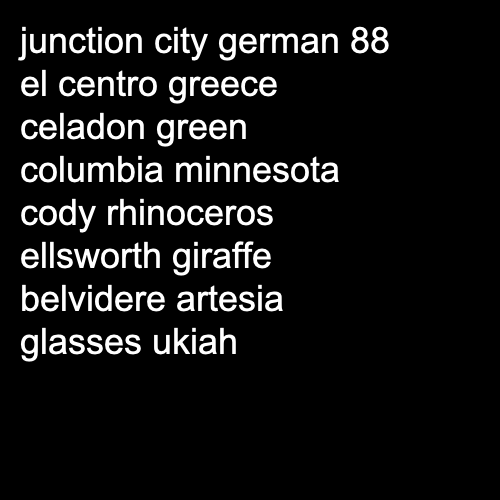 junction city german 88
el centro greece
celadon green
columbia minnesota
cody rhinoceros
ellsworth giraffe
belvidere artesia
glasses ukiah